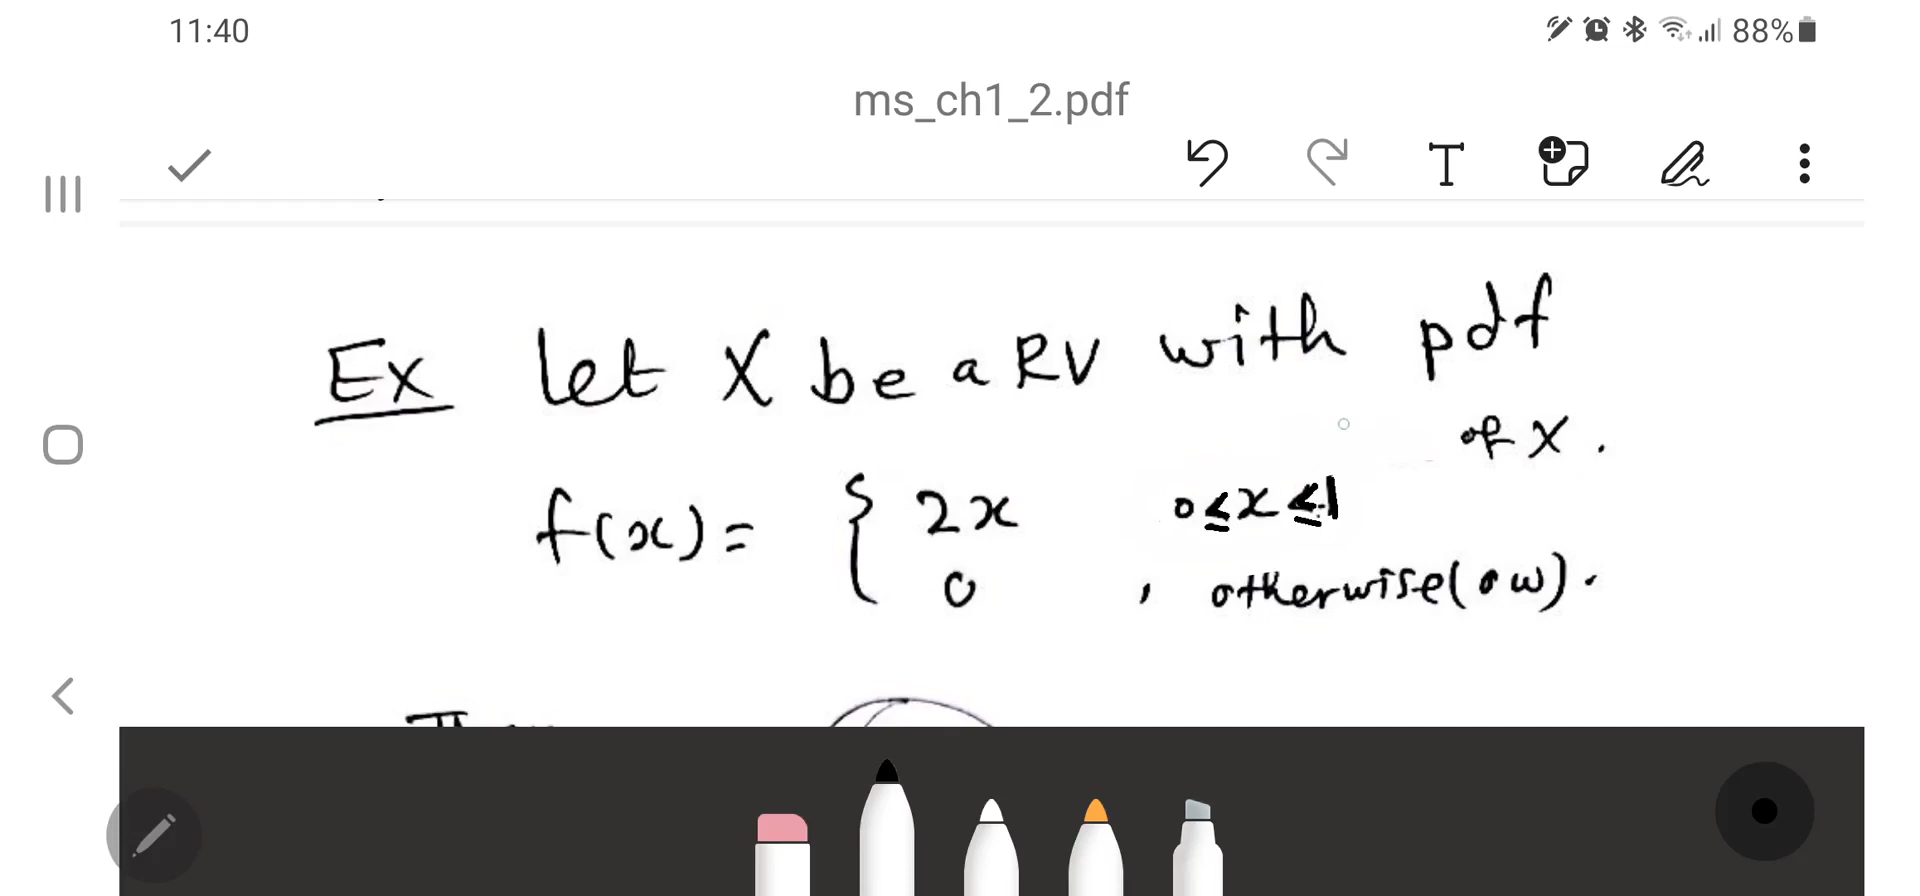 11:40
88%
ms_ch1_2.pdf
T
Ex let X be a RV with pdf
of X .
f(x) = { 2x 0 ≤ x ≤ 1
0 , otherwise (ow).